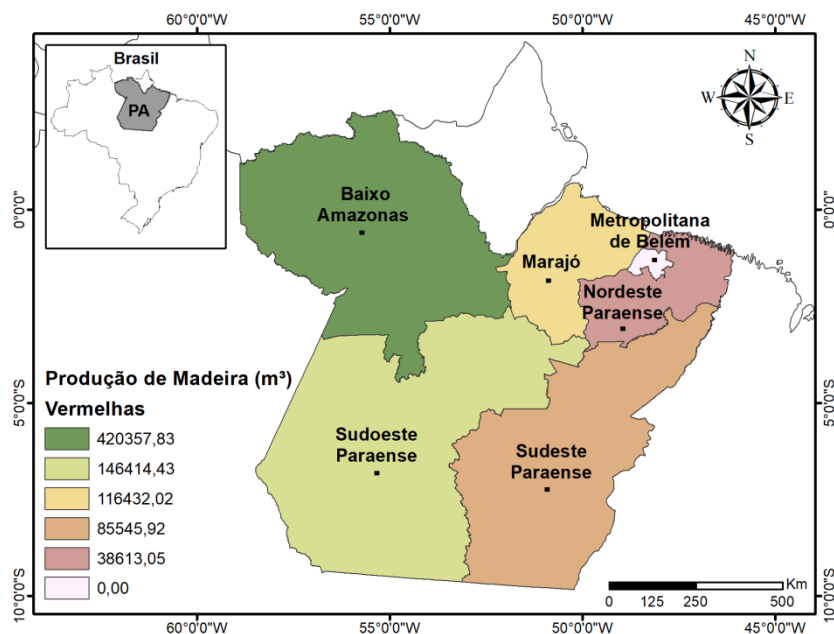 60°0'0"W 55°0'0"W 50°0'0"W 45°0'0"W
Brasil
PA
N
W E
S
0°0'0"
5°0'0"S
10°0'0"S
0°0'0"
5°0'0"S
10°0'0"S
Baixo
Amazonas
Metropolitana
de Belém
Marajó
Nordeste
Paraense
Sudoeste
Paraense
Sudeste
Paraense
Produção de Madeira (m³)
Vermelhas
420357,83
146414,43
116432,02
85545,92
38613,05
0,00
Km
0 125 250 500
60°0'0"W 55°0'0"W 50°0'0"W 45°0'0"W